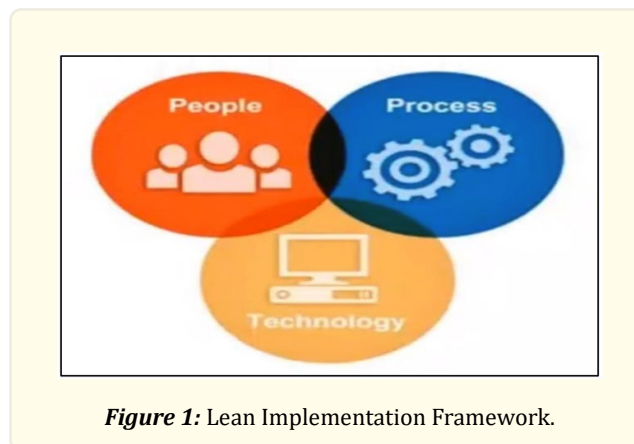 People
Process
Technology
Figure 1: Lean Implementation Framework.